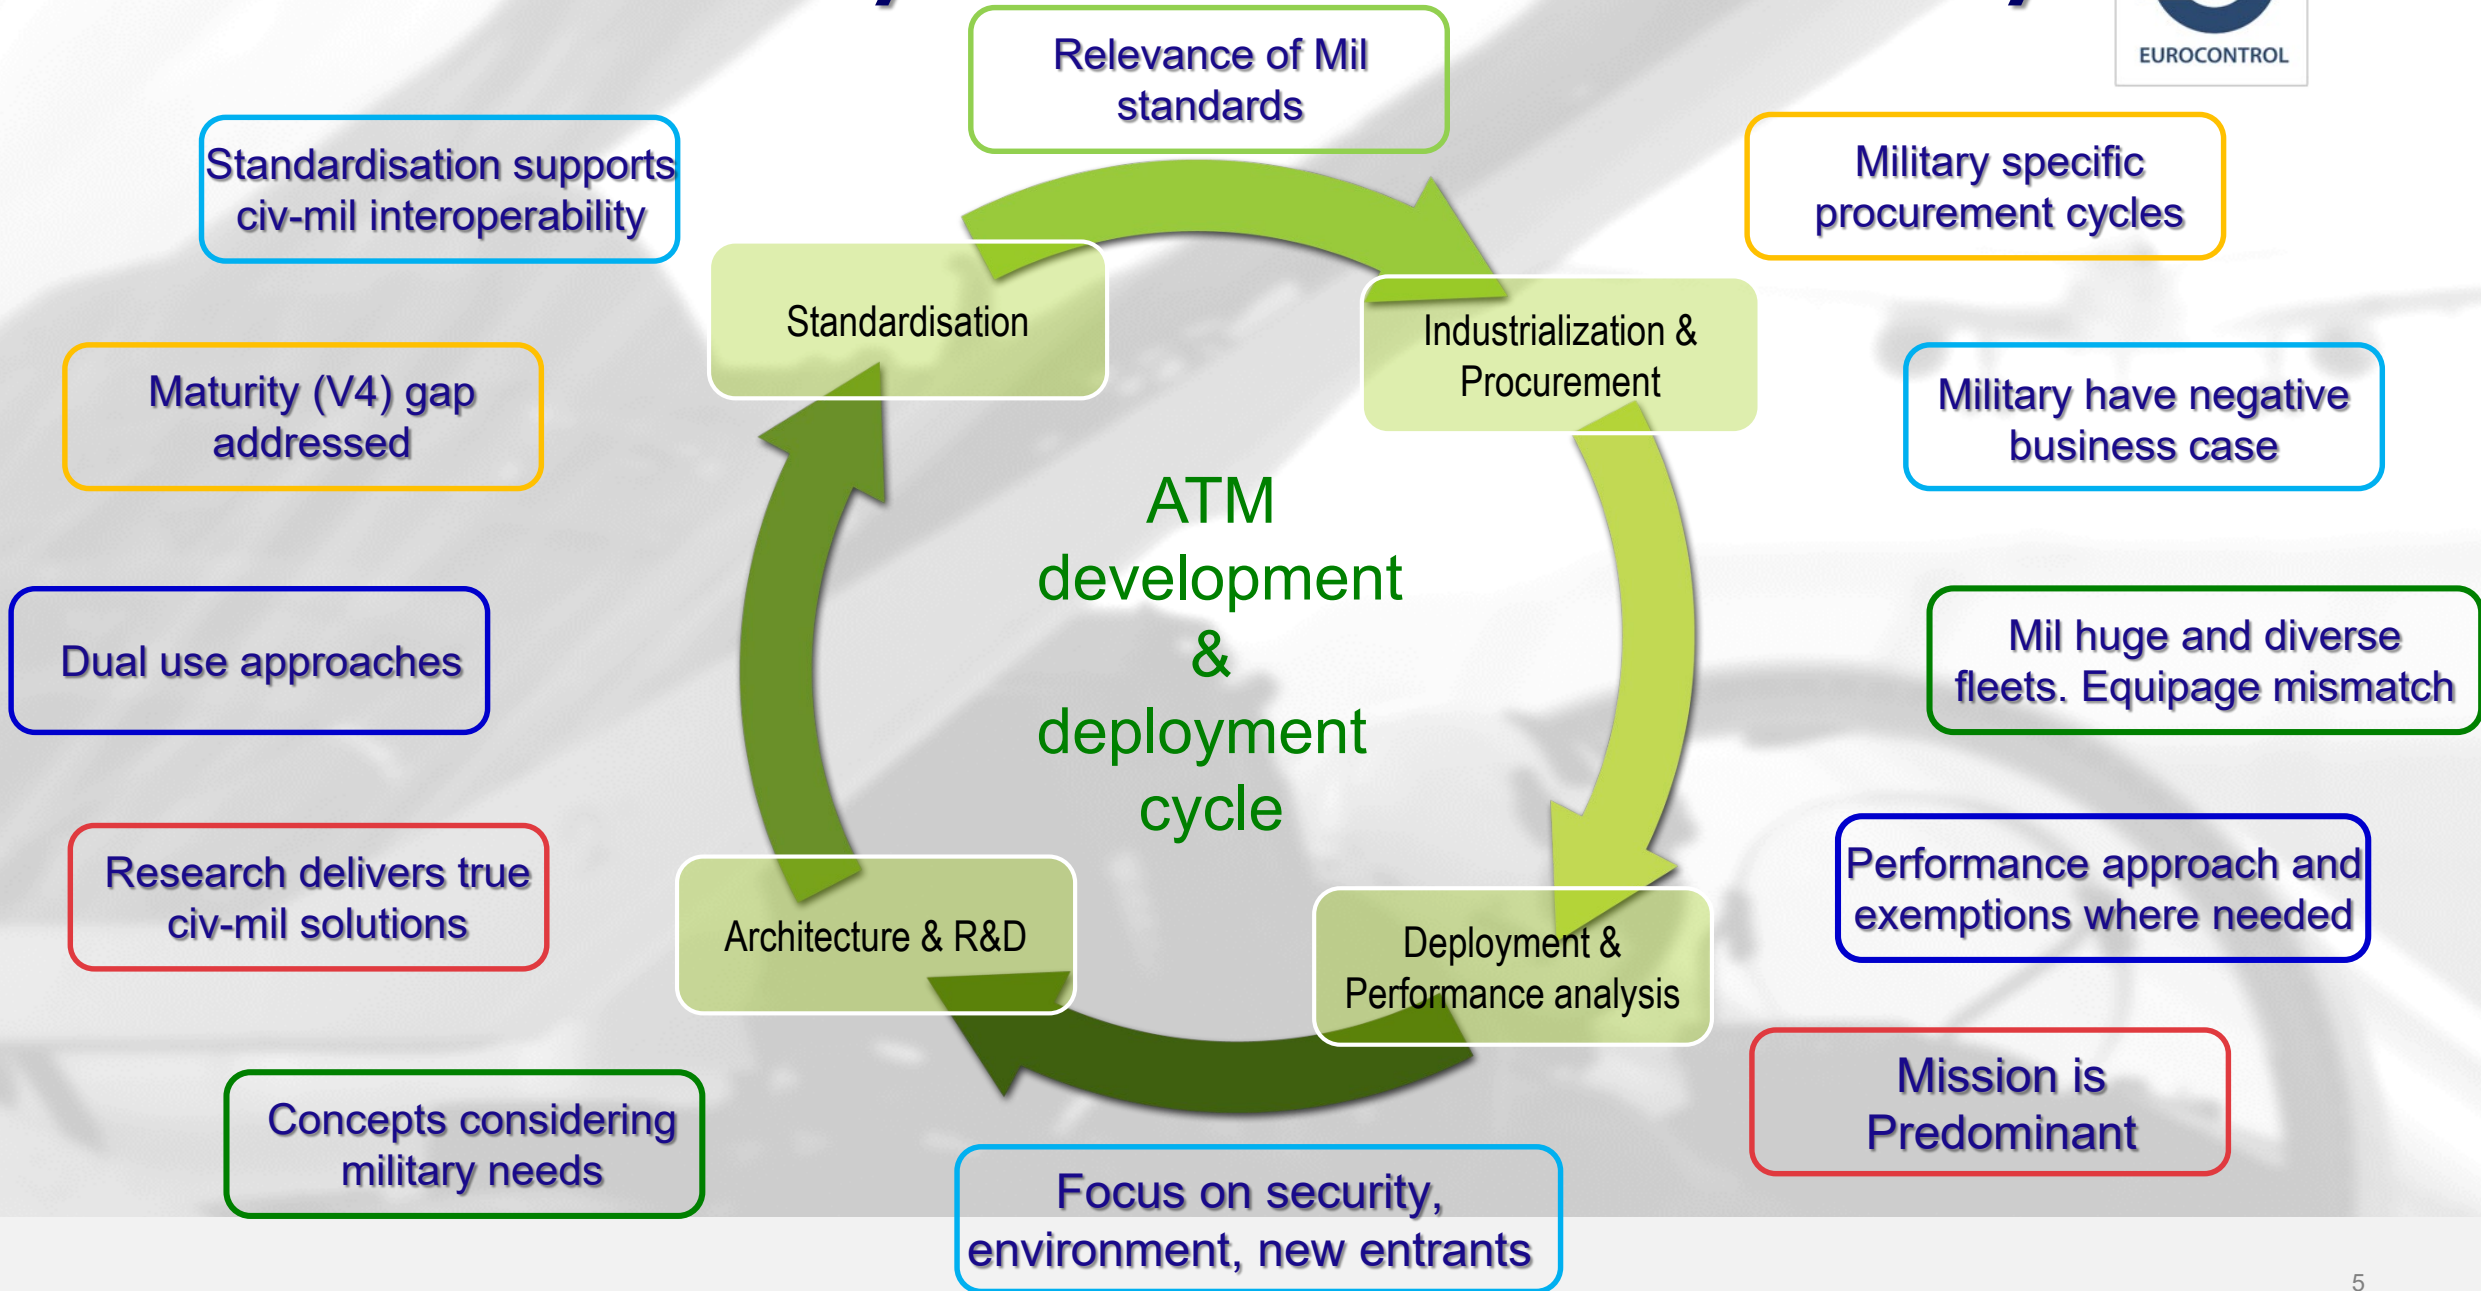 EUROCONTROL
Relevance of Mil
standards
Standardisation supports
civ-mil interoperability
Military specific
procurement cycles
Standardisation
Industrialization &
Procurement
Maturity (V4) gap
addressed
Military have negative
business case
ATM
development
&
deployment
cycle
Dual use approaches
Mil huge and diverse
fleets. Equipage mismatch
Research delivers true
civ-mil solutions
Architecture & R&D
Deployment &
Performance analysis
Performance approach and
exemptions where needed
Concepts considering
military needs
Mission is
Predominant
Focus on security,
environment, new entrants
5